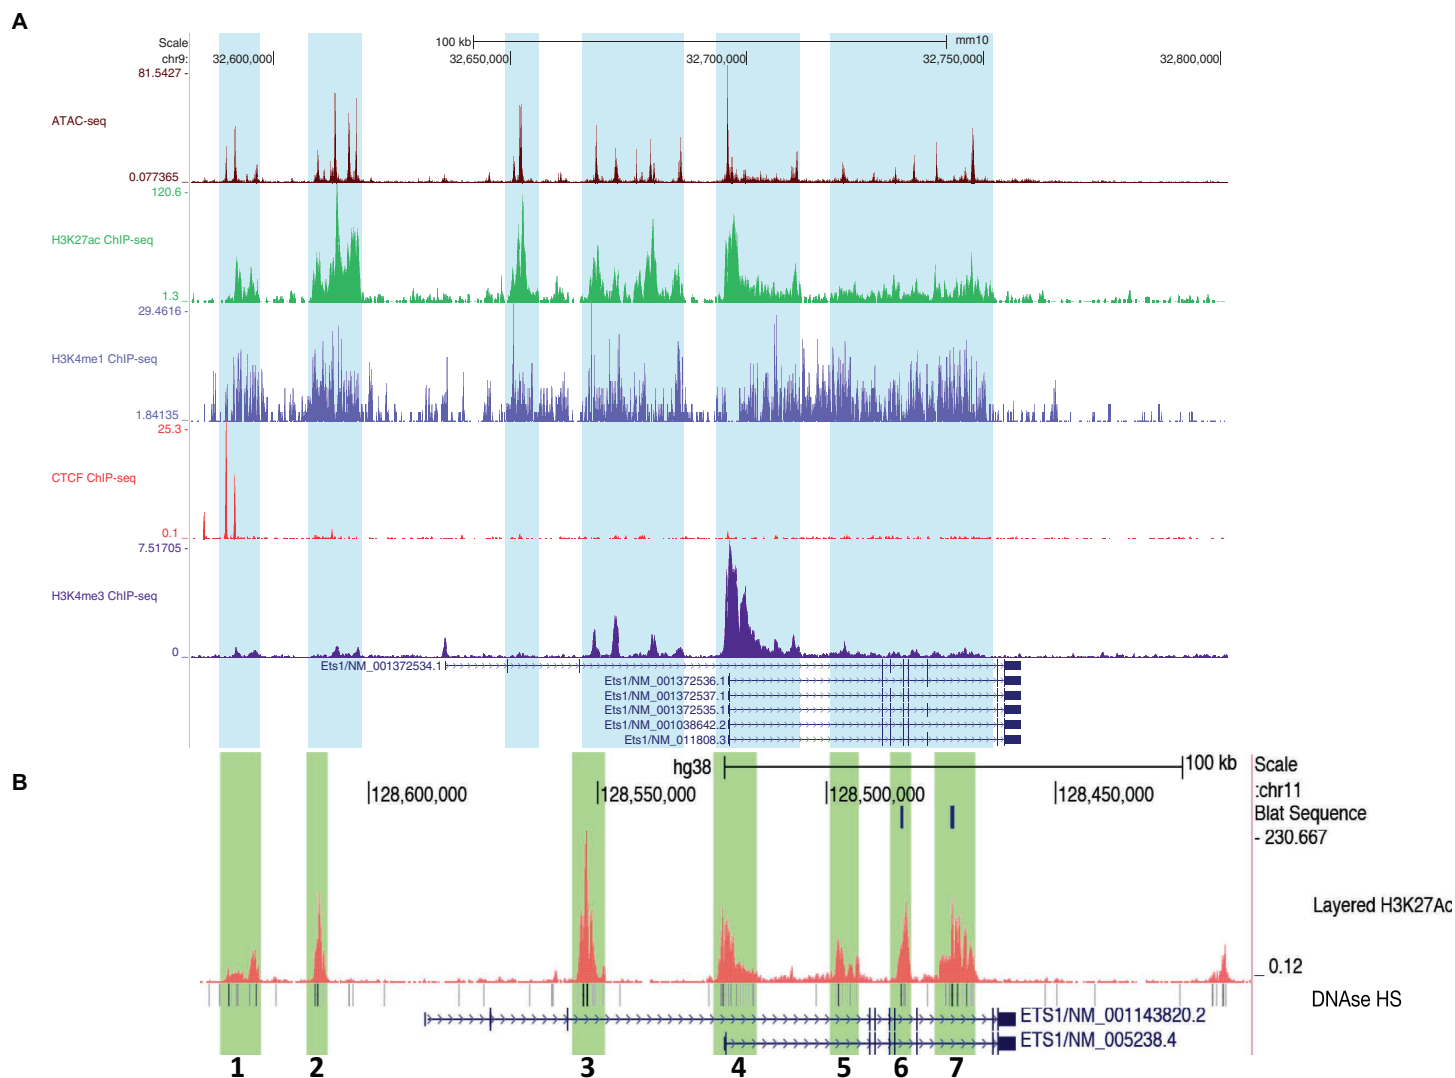 A
Scale
100 kb
mm10
chr9:
32,600,000
32,650,000
32,700,000
32,750,000
32,800,000
81.5427 -
ATAC-seq
0.077365 _
120.6 -
H3K27ac ChIP-seq
1.3 _
29.4616 -
H3K4me1 ChIP-seq
1.84135 _
25.3 -
CTCF ChIP-seq
0.1 _
7.51705 -
H3K4me3 ChIP-seq
0 _
Ets1/NM_001372534.1
Ets1/NM_001372536.1
Ets1/NM_001372537.1
Ets1/NM_001372535.1
Ets1/NM_001038642.2
Ets1/NM_011808.3
B
hg38
100 kb
Scale
128,600,000
128,550,000
128,500,000
128,450,000
:chr11
Blat Sequence
- 230.667
Layered H3K27Ac
_ 0.12
DNAse HS
ETS1/NM_001143820.2
ETS1/NM_005238.4
1 2 3 4 5 6 7